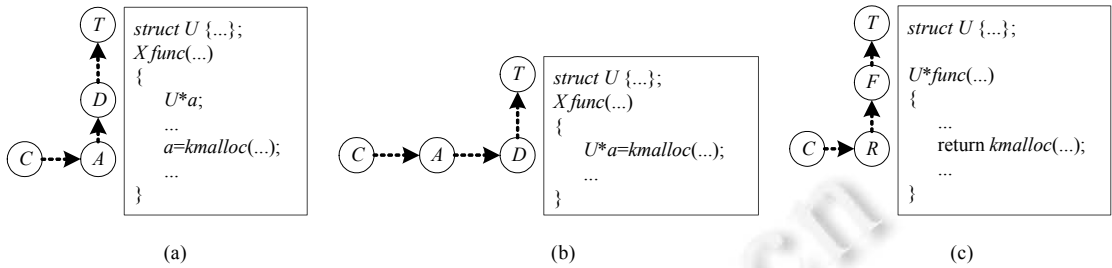 T
D
C
A
struct U {...};
X func(...)
{
U*a;
...
a=kmalloc(...);
...
}
(a)
T
C
A
D
struct U {...};
X func(...)
{
U*a=kmalloc(...);
...
}
(b)
T
F
C
R
struct U {...};
U*func(...)
{
...
return kmalloc(...);
...
}
(c)